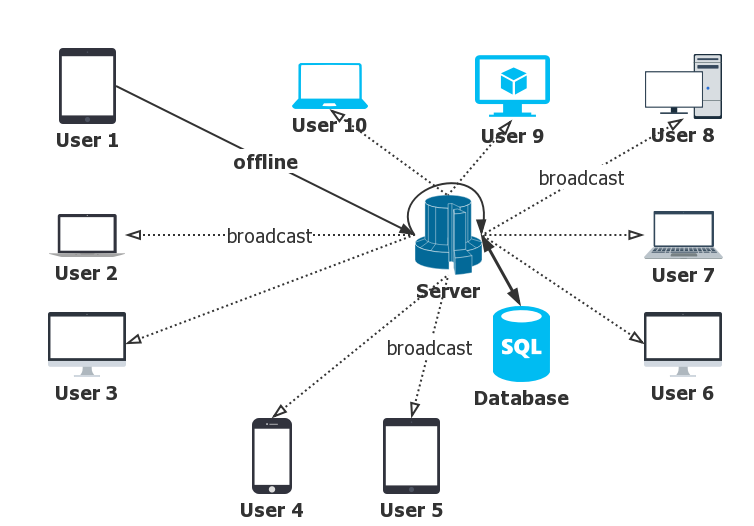 User 1
User 10
User 9
User 8
offline
broadcast
User 2
broadcast
User 7
Server
SQL
broadcast
User 3
Database
User 6
User 4
User 5